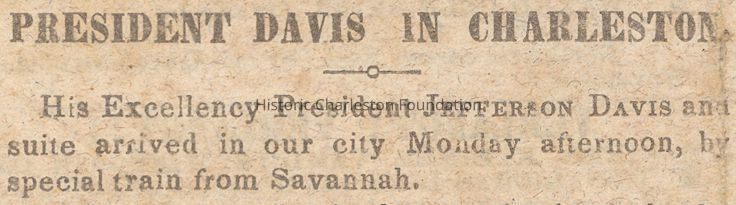 PRESIDENT DAVIS IN CHARLESTON.
His Excellency President JEFFERSON DAVIS and
Historic Charleston Foundation
suite arrived in our city Monday afternoon, by
special train from Savannah.